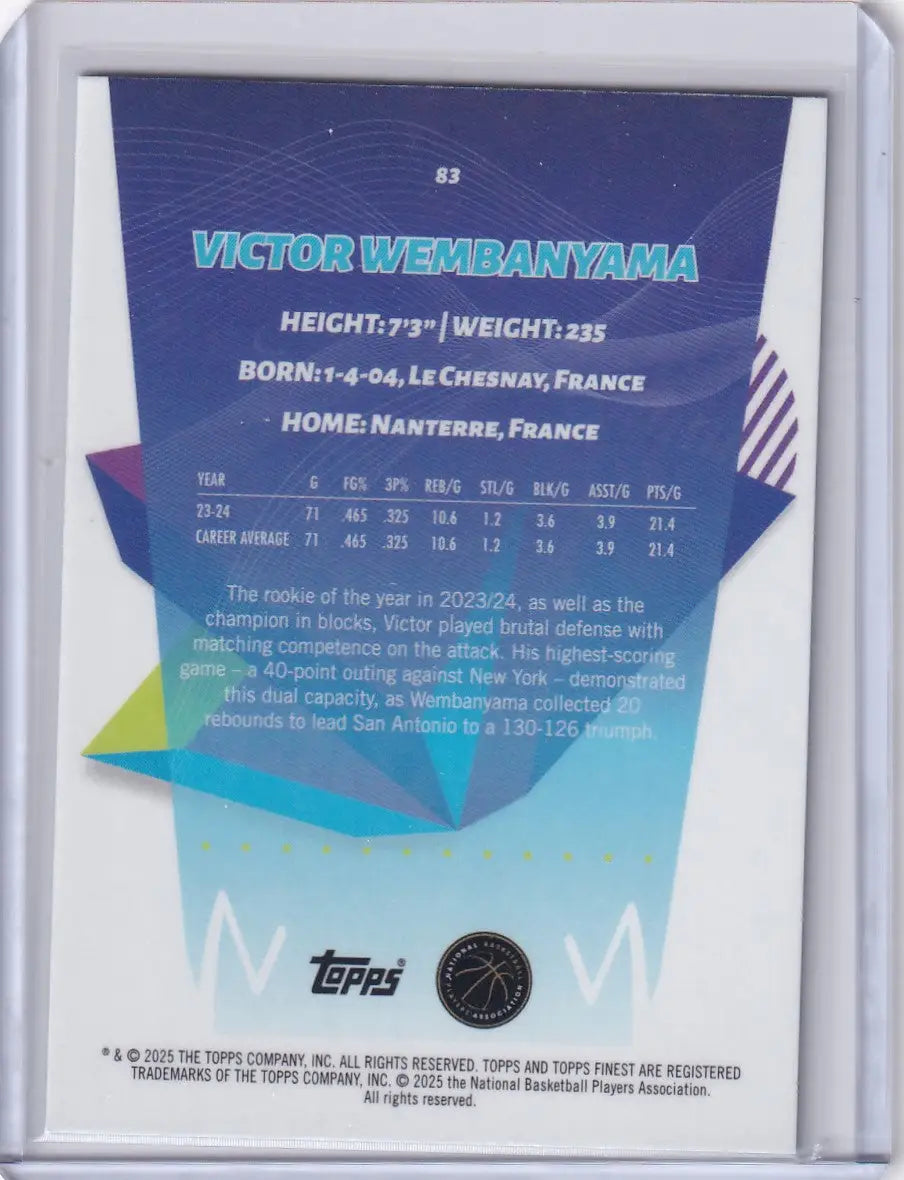 83
VICTOR WEMBANYAMA
HEIGHT: 7'3" | WEIGHT: 235
BORN: 1-4-04, LE CHESNAY, FRANCE
HOME: NANTERRE, FRANCE
YEAR G FG% 3P% REB/G STL/G BLK/G ASST/G PTS/G
23-24 71 .465 .325 10.6 1.2 3.6 3.9 21.4
CAREER AVERAGE 71 .465 .325 10.6 1.2 3.6 3.9 21.4
The rookie of the year in 2023/24, as well as the
champion in blocks, Victor played brutal defense with
matching competence on the attack. His highest-scoring
game – a 40-point outing against New York – demonstrated
this dual capacity, as Wembanyama collected 20
rebounds to lead San Antonio to a 130-126 triumph.
topps®
NATIONAL BASKETBALL
PLAYERS ASSOCIATION
® & © 2025 THE TOPPS COMPANY, INC. ALL RIGHTS RESERVED. TOPPS AND TOPPS FINEST ARE REGISTERED
TRADEMARKS OF THE TOPPS COMPANY, INC. © 2025 the National Basketball Players Association.
All rights reserved.